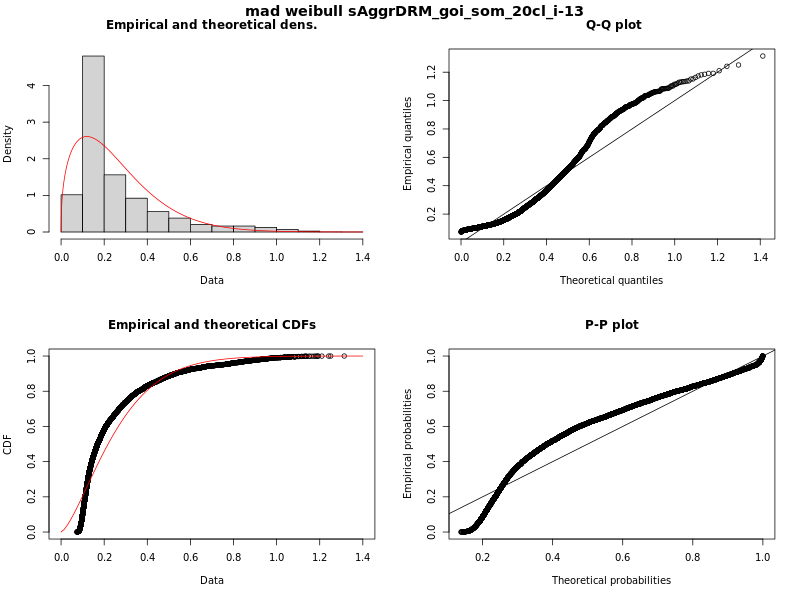 mad weibull sAggrDRM_goi_som_20cl_i-13
Empirical and theoretical dens.
Density
0 1 2 3 4
0.0 0.2 0.4 0.6 0.8 1.0 1.2 1.4
Data
Q-Q plot
Empirical quantiles
0.2 0.4 0.6 0.8 1.0 1.2
0.0 0.2 0.4 0.6 0.8 1.0 1.2 1.4
Theoretical quantiles
Empirical and theoretical CDFs
CDF
0.0 0.2 0.4 0.6 0.8 1.0
0.0 0.2 0.4 0.6 0.8 1.0 1.2 1.4
Data
P-P plot
Empirical probabilities
0.0 0.2 0.4 0.6 0.8 1.0
0.2 0.4 0.6 0.8 1.0
Theoretical probabilities